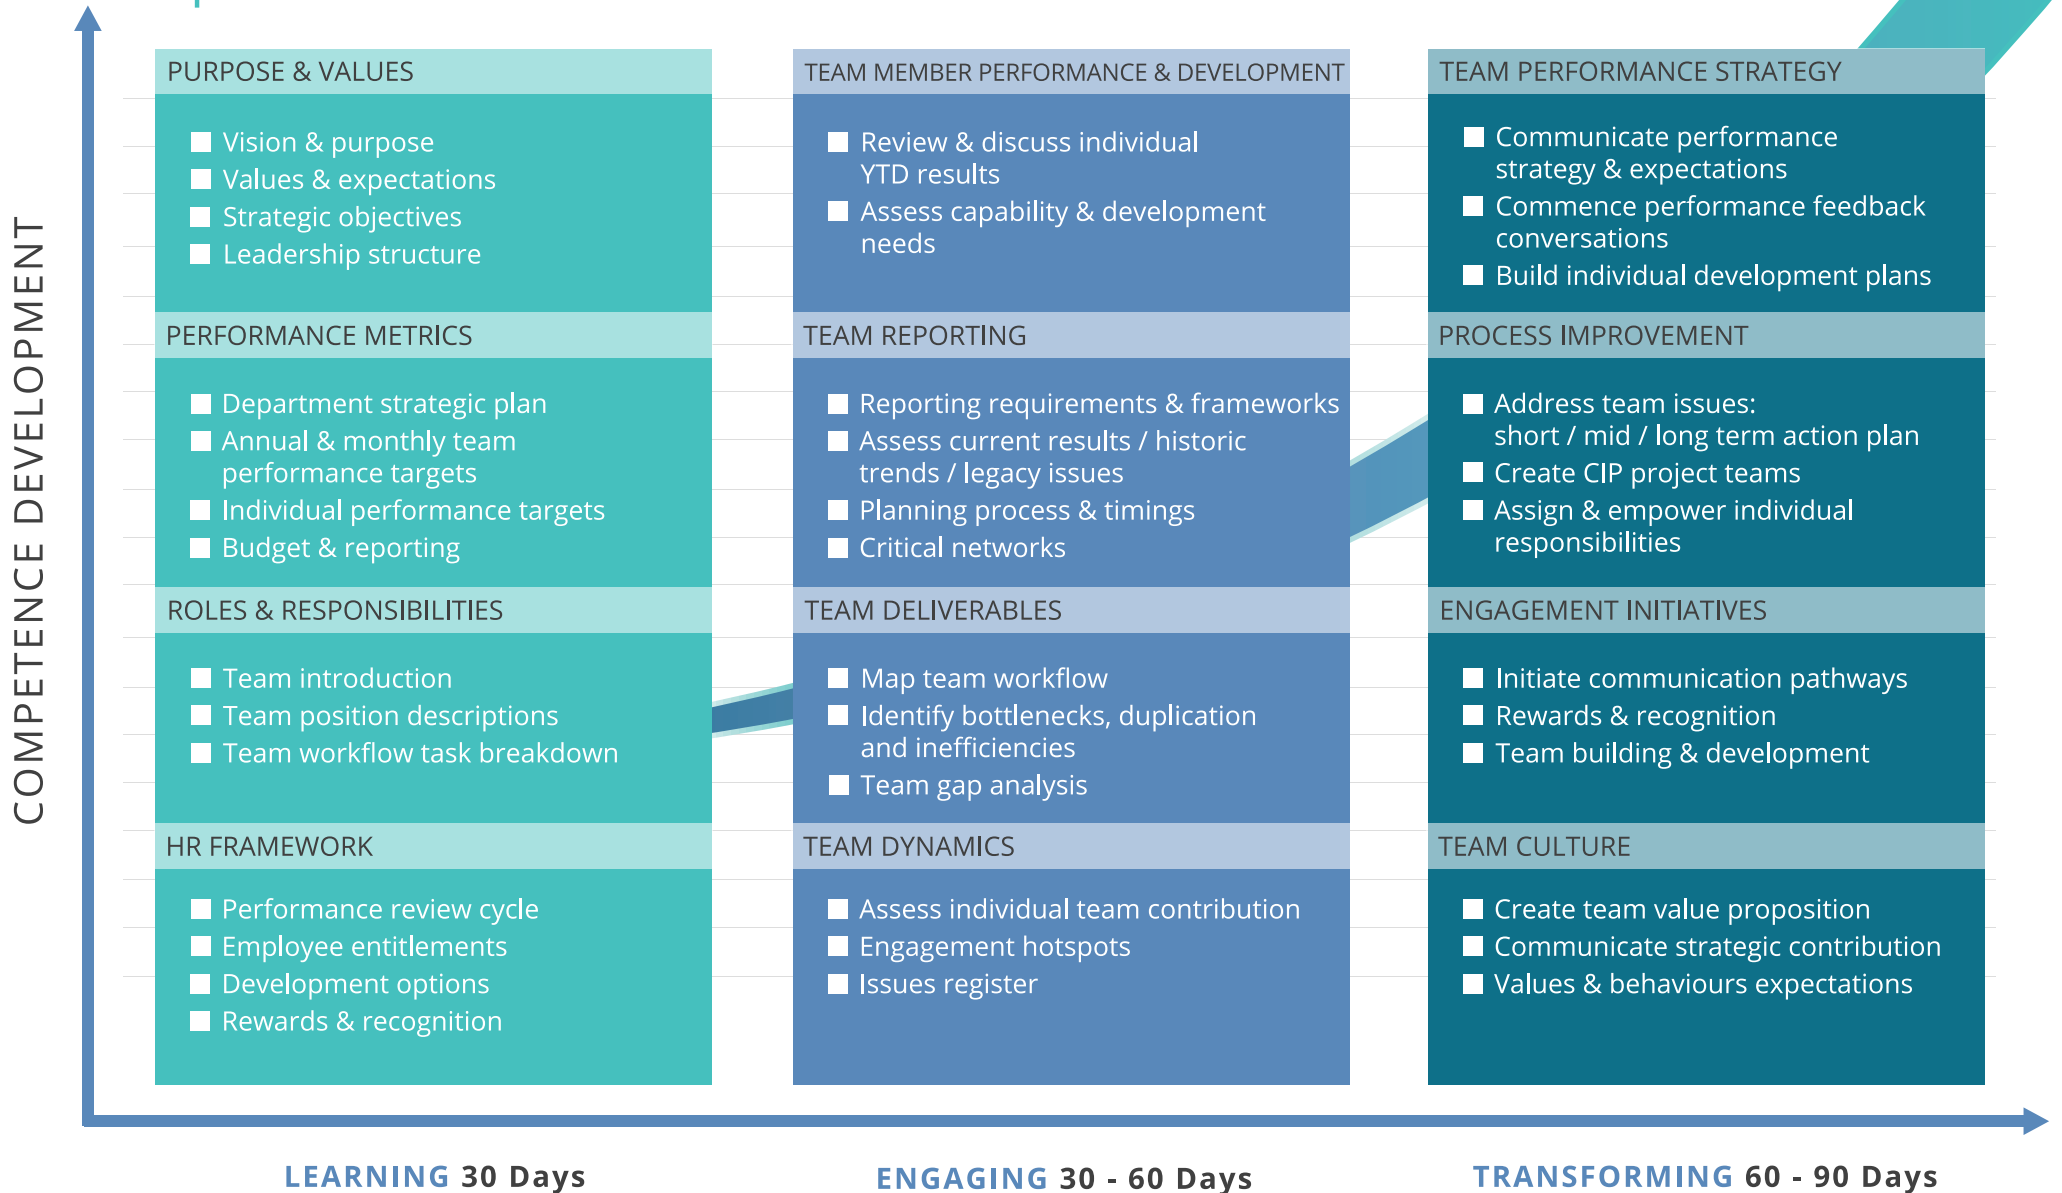 COMPETENCE DEVELOPMENT
PURPOSE & VALUES
Vision & purpose
Values & expectations
Strategic objectives
Leadership structure
PERFORMANCE METRICS
Department strategic plan
Annual & monthly team
performance targets
Individual performance targets
Budget & reporting
ROLES & RESPONSIBILITIES
Team introduction
Team position descriptions
Team workflow task breakdown
HR FRAMEWORK
Performance review cycle
Employee entitlements
Development options
Rewards & recognition
LEARNING 30 Days
TEAM MEMBER PERFORMANCE & DEVELOPMENT
Review & discuss individual
YTD results
Assess capability & development
needs
TEAM REPORTING
Reporting requirements & frameworks
Assess current results / historic
trends / legacy issues
Planning process & timings
Critical networks
TEAM DELIVERABLES
Map team workflow
Identify bottlenecks, duplication
and inefficiencies
Team gap analysis
TEAM DYNAMICS
Assess individual team contribution
Engagement hotspots
Issues register
ENGAGING 30 - 60 Days
TEAM PERFORMANCE STRATEGY
Communicate performance
strategy & expectations
Commence performance feedback
conversations
Build individual development plans
PROCESS IMPROVEMENT
Address team issues:
short / mid / long term action plan
Create CIP project teams
Assign & empower individual
responsibilities
ENGAGEMENT INITIATIVES
Initiate communication pathways
Rewards & recognition
Team building & development
TEAM CULTURE
Create team value proposition
Communicate strategic contribution
Values & behaviours expectations
TRANSFORMING 60 - 90 Days